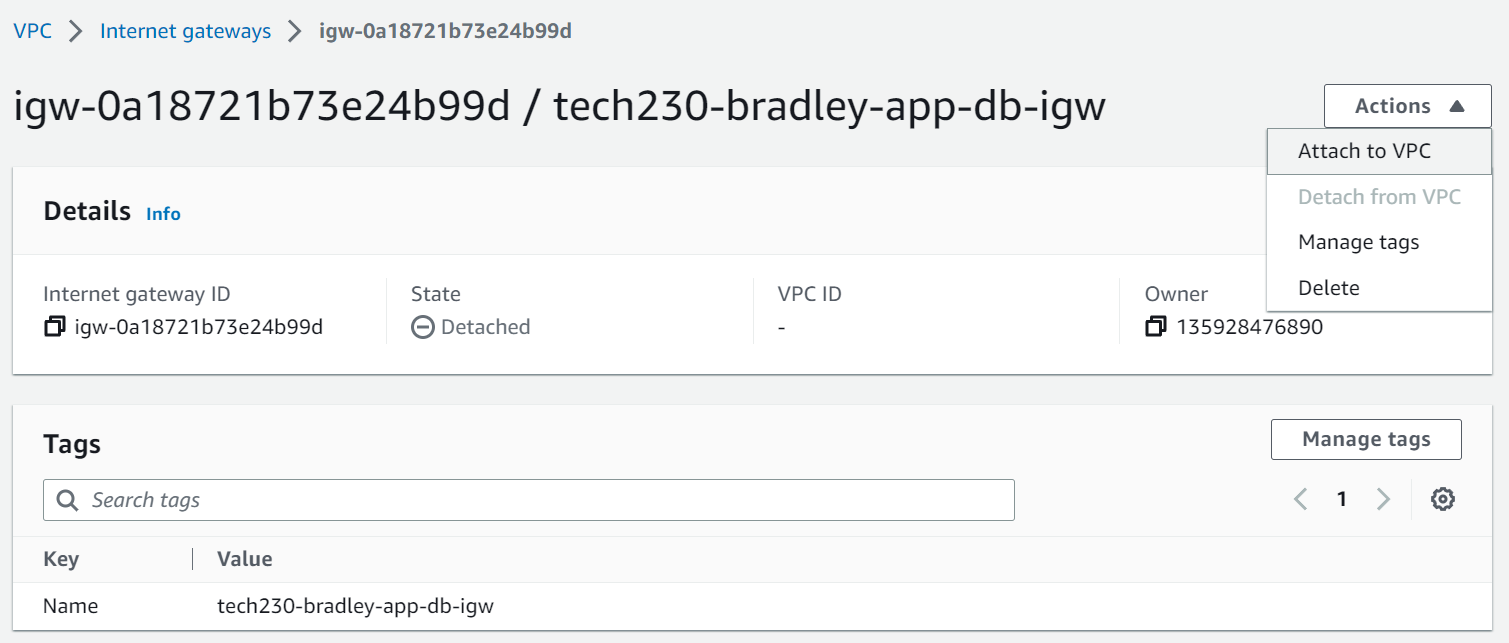 VPC > Internet gateways > igw-0a18721b73e24b99d
igw-0a18721b73e24b99d / tech230-bradley-app-db-igw
Actions
Attach to VPC
Detach from VPC
Manage tags
Delete
Details Info
Internet gateway ID
igw-0a18721b73e24b99d
State
Detached
VPC ID
-
Owner
135928476890
Tags
Manage tags
Search tags
1
Key Value
Name tech230-bradley-app-db-igw